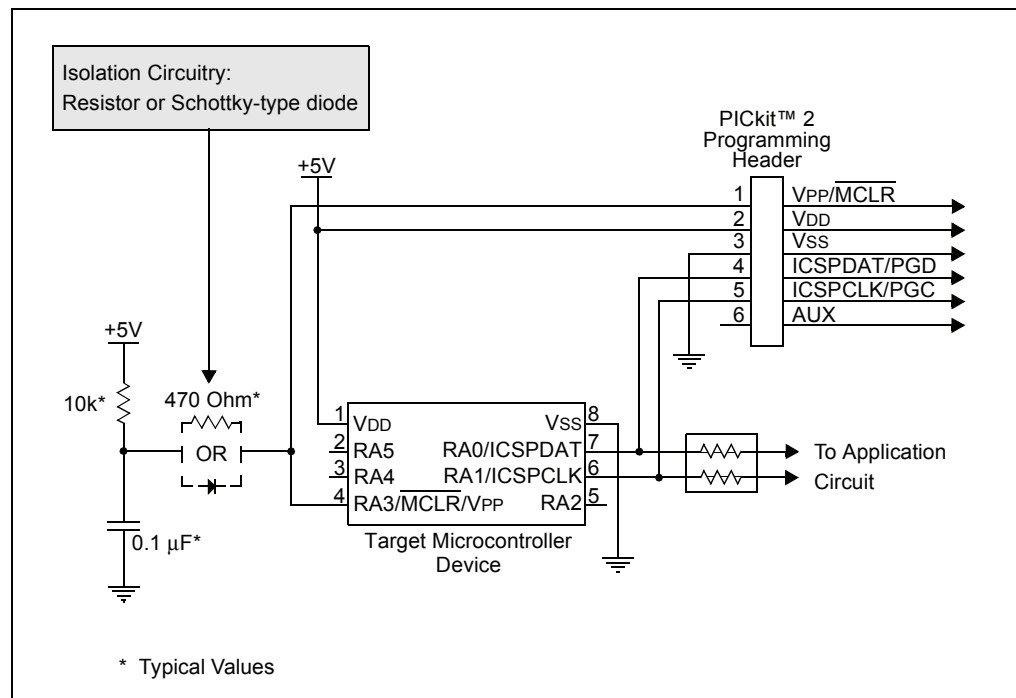 Isolation Circuitry:
Resistor or Schottky-type diode
PICkit™ 2
Programming
Header
+5V
1 VPP/MCLR
2 VDD
3 VSS
4 ICSPDAT/PGD
5 ICSPCLK/PGC
6 AUX
+5V
10k*
470 Ohm*
OR
0.1 μF*
1 VDD
2 RA5
3 RA4
4 RA3/MCLR/VPP
VSS 8
RA0/ICSPDAT 7
RA1/ICSPCLK 6
RA2 5
Target Microcontroller
Device
To Application
Circuit
* Typical Values